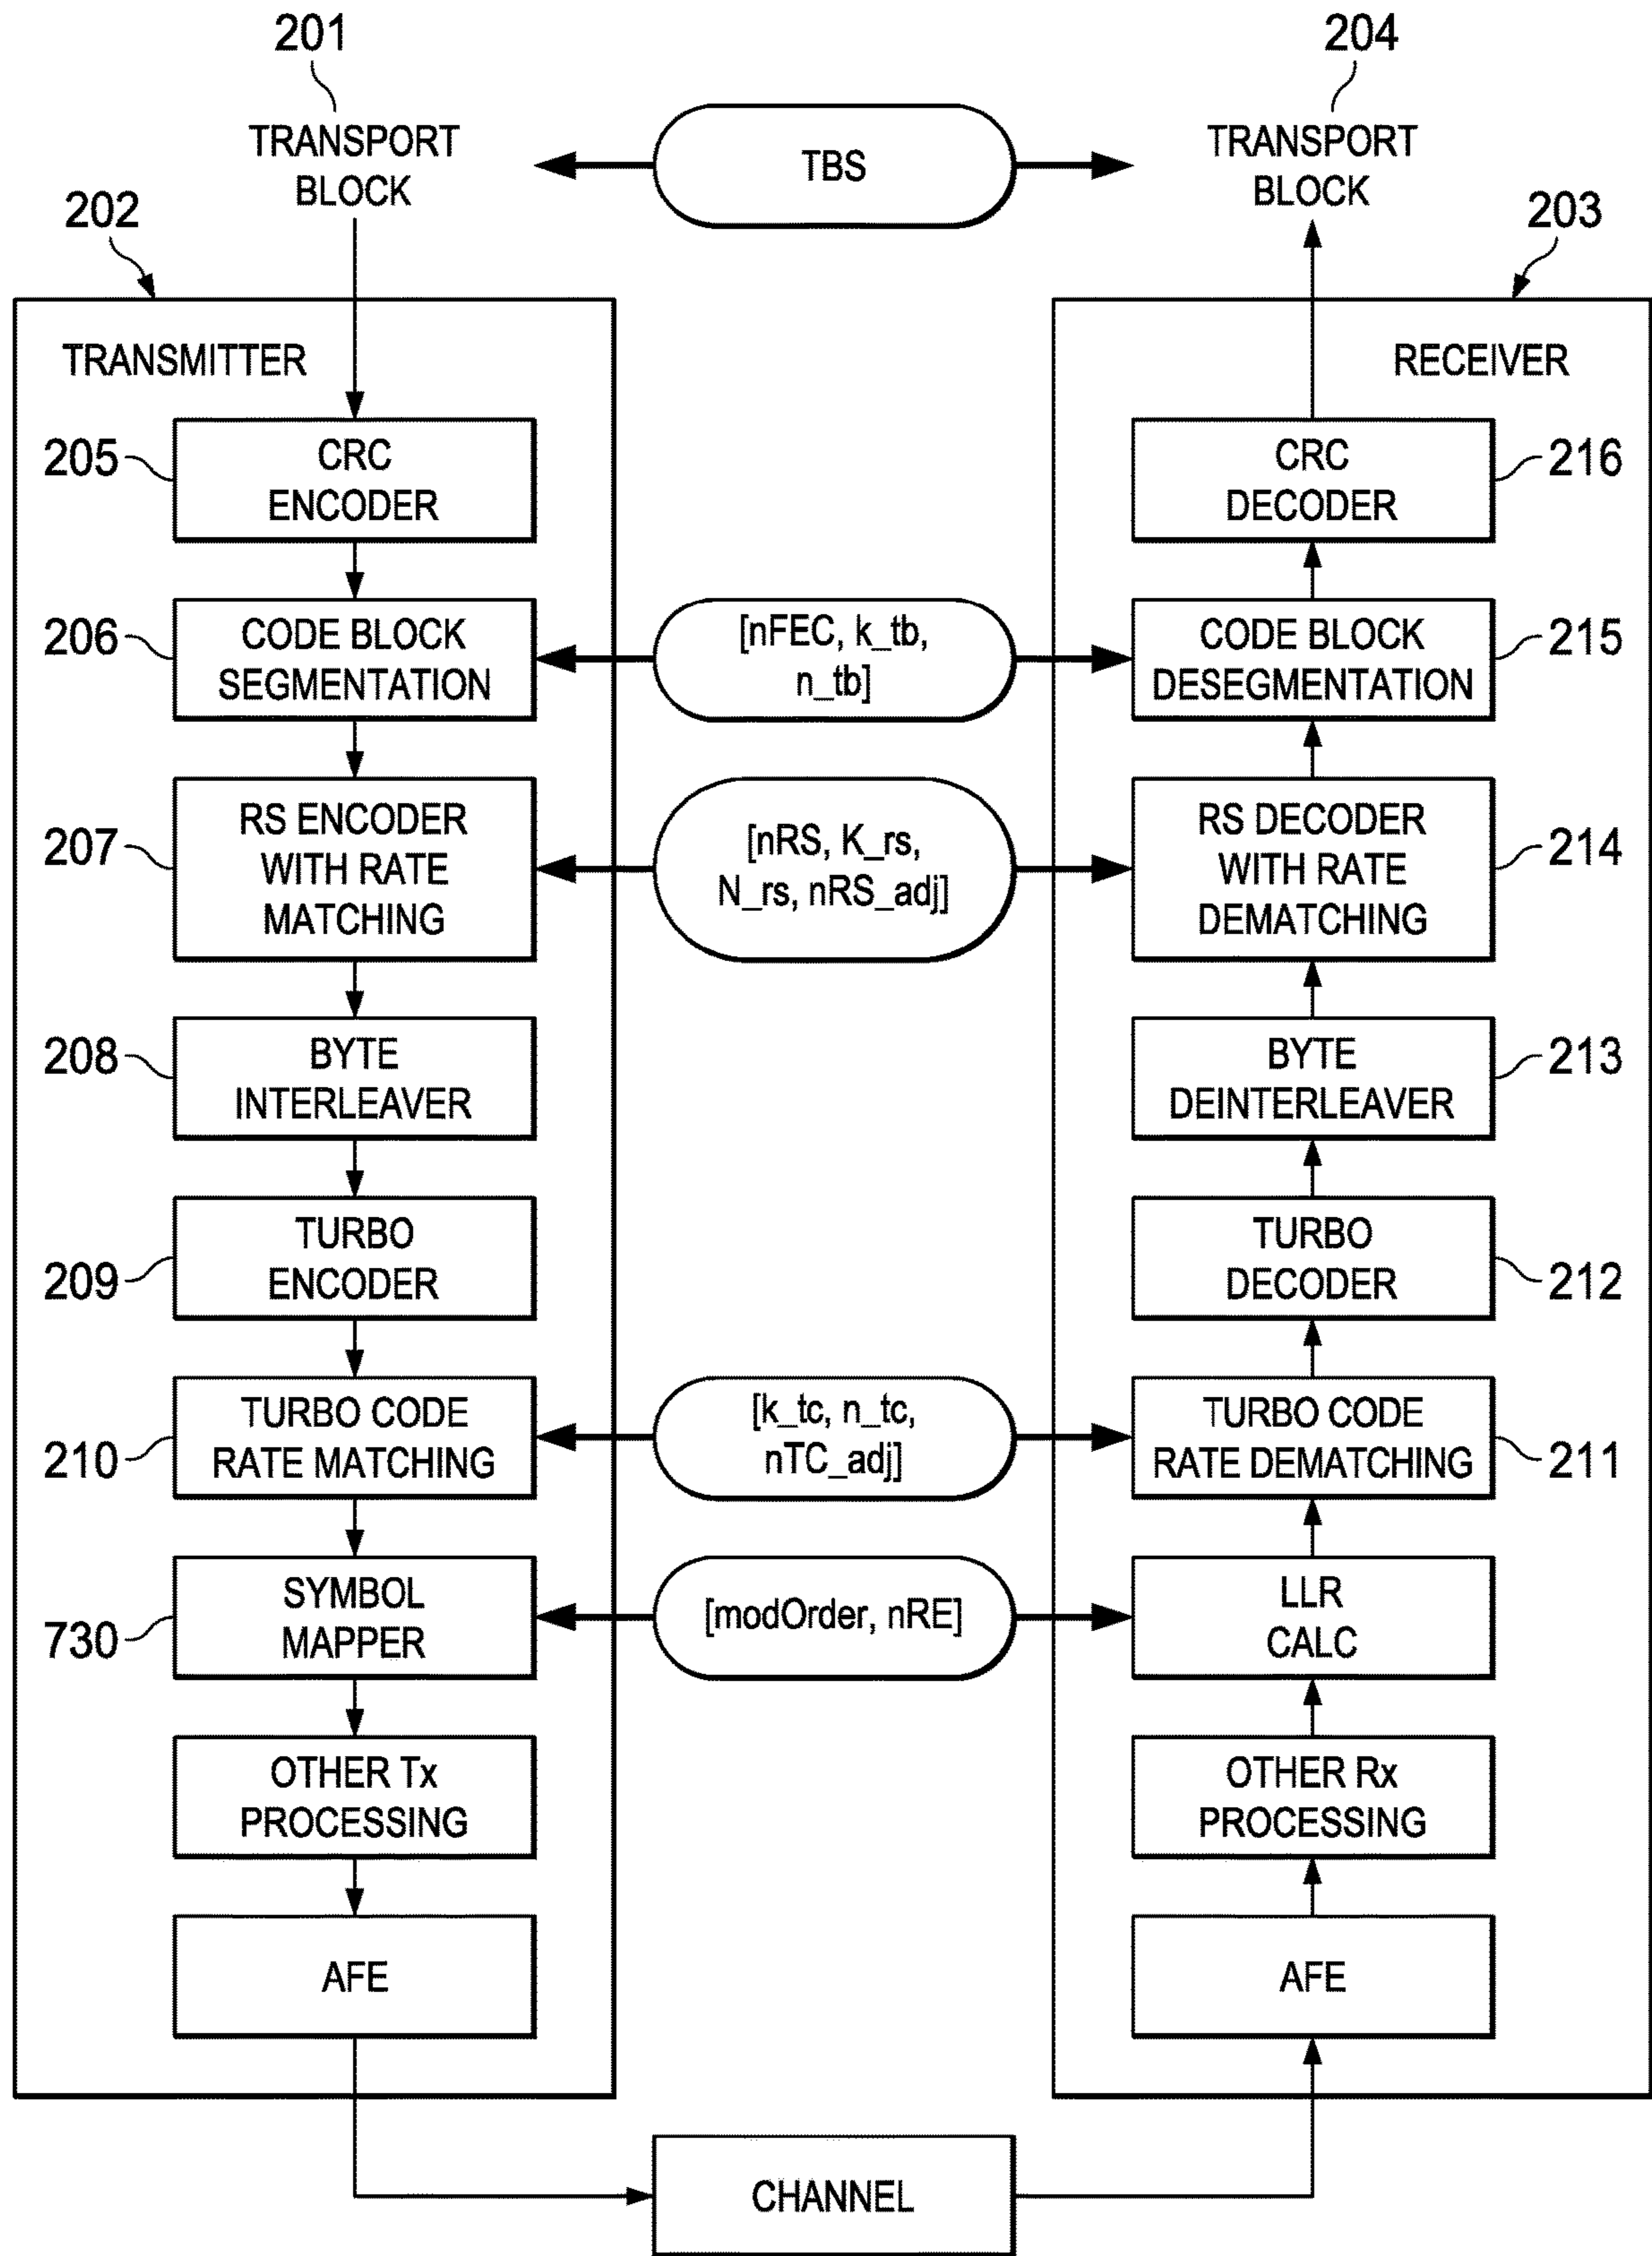 201
TRANSPORT
BLOCK
TBS
204
TRANSPORT
BLOCK
202
203
TRANSMITTER
RECEIVER
205
CRC
ENCODER
CRC
DECODER
216
206
CODE BLOCK
SEGMENTATION
[nFEC, k_tb,
n_tb]
CODE BLOCK
DESEGMENTATION
215
207
RS ENCODER
WITH RATE
MATCHING
[nRS, K_rs,
N_rs, nRS_adj]
RS DECODER
WITH RATE
DEMATCHING
214
208
BYTE
INTERLEAVER
BYTE
DEINTERLEAVER
213
209
TURBO
ENCODER
TURBO
DECODER
212
210
TURBO CODE
RATE MATCHING
[k_tc, n_tc,
nTC_adj]
TURBO CODE
RATE DEMATCHING
211
730
SYMBOL
MAPPER
[modOrder, nRE]
LLR
CALC
OTHER Tx
PROCESSING
OTHER Rx
PROCESSING
AFE
AFE
CHANNEL